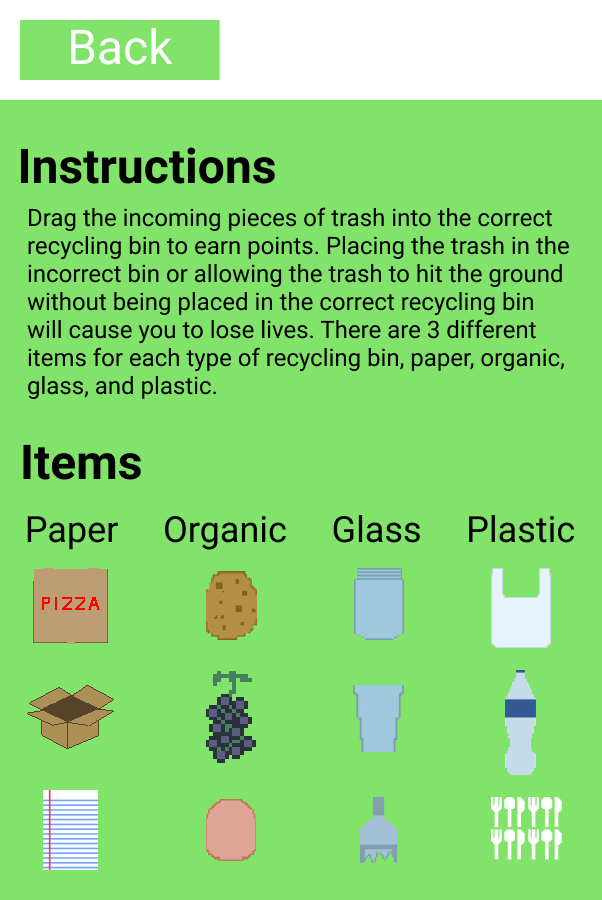 Back
Instructions
Drag the incoming pieces of trash into the correct
recycling bin to earn points. Placing the trash in the
incorrect bin or allowing the trash to hit the ground
without being placed in the correct recycling bin
will cause you to lose lives. There are 3 different
items for each type of recycling bin, paper, organic,
glass, and plastic.
Items
Paper Organic Glass Plastic
PIZZA